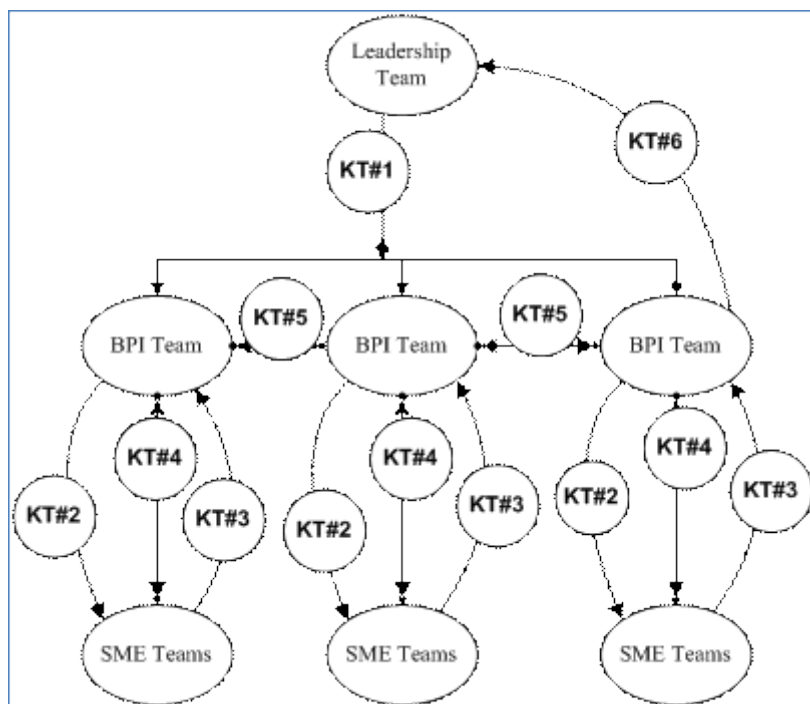 Leadership
Team
KT#6
KT#1
KT#5
KT#5
BPI Team
BPI Team
BPI Team
KT#4
KT#4
KT#4
KT#2
KT#3
KT#2
KT#3
KT#2
KT#3
SME Teams
SME Teams
SME Teams